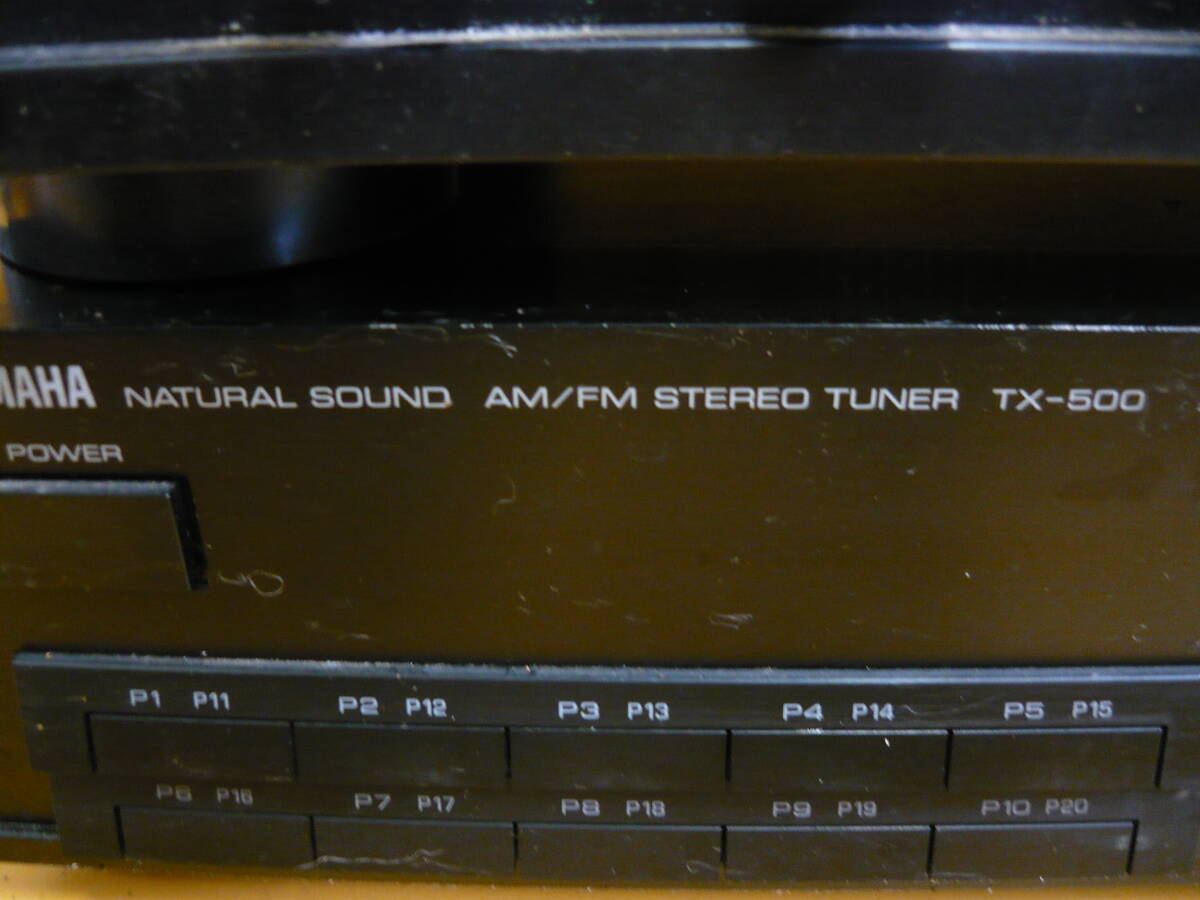 MAHA NATURAL SOUND AM/FM STEREO TUNER TX-500
POWER
P1 P11 P2 P12 P3 P13 P4 P14 P5 P15
P6 P16 P7 P17 P8 P18 P9 P19 P10 P20